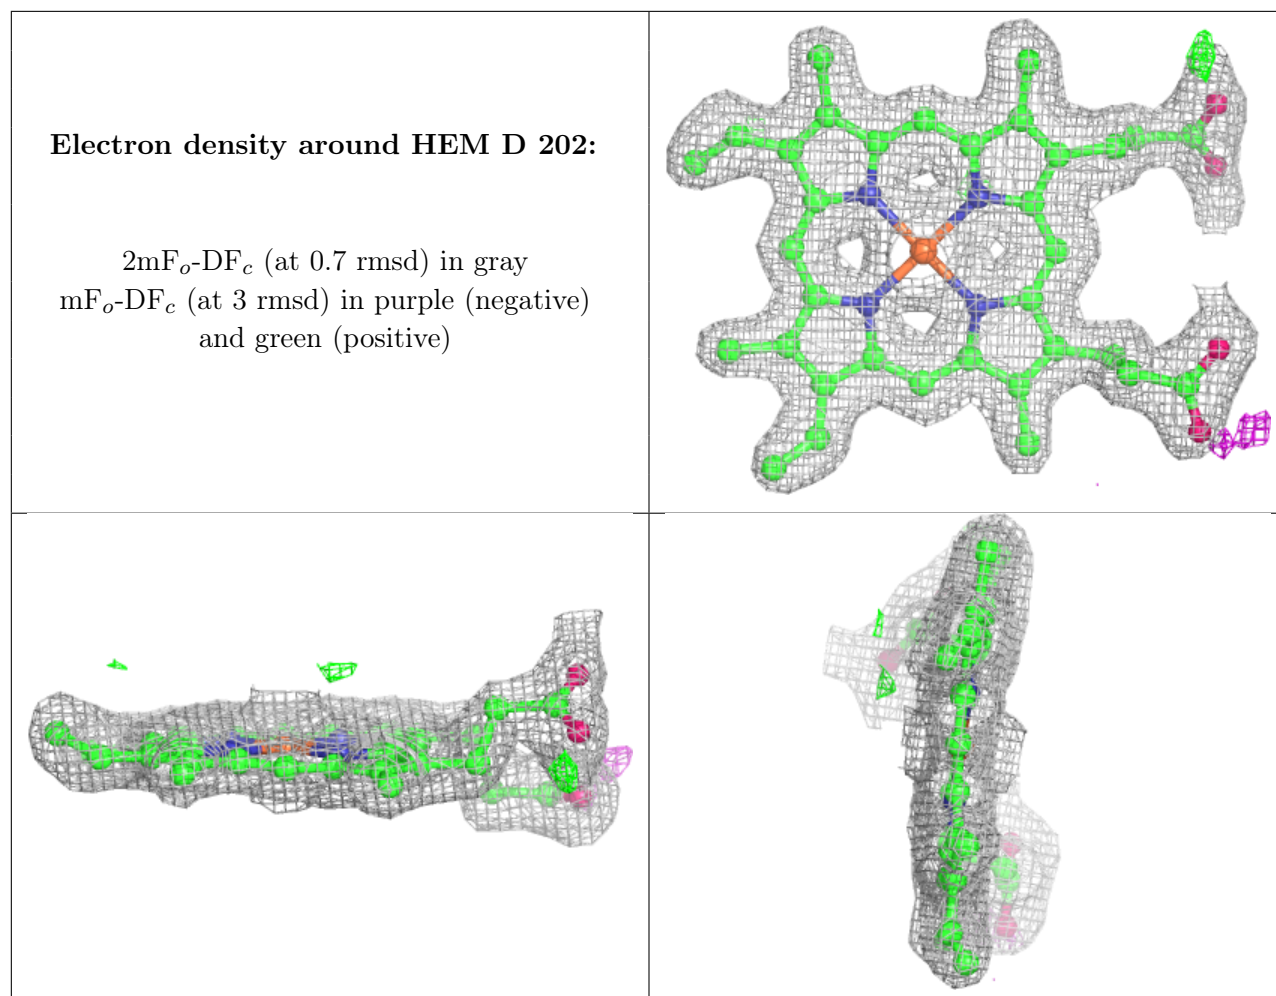 Electron density around HEM D 202:
2mFo-DFc (at 0.7 rmsd) in gray
mFo-DFc (at 3 rmsd) in purple (negative)
and green (positive)